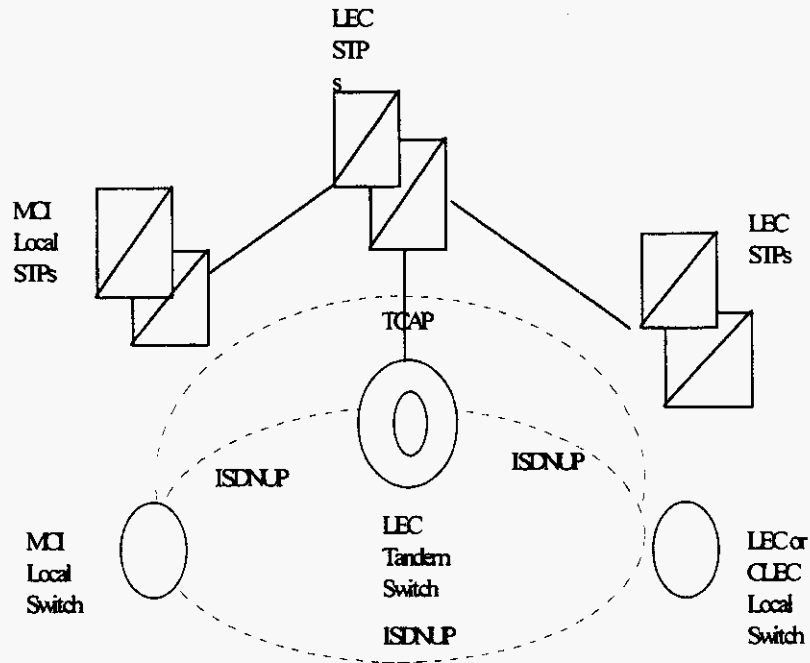 LEC
STP
s
MCI
Local
STPs
LEC
STPs
TCAP
ISDNUP
ISDNUP
MCI
Local
Switch
LEC
Tandem
Switch
LEC or
CLEC
Local
Switch
ISDNUP